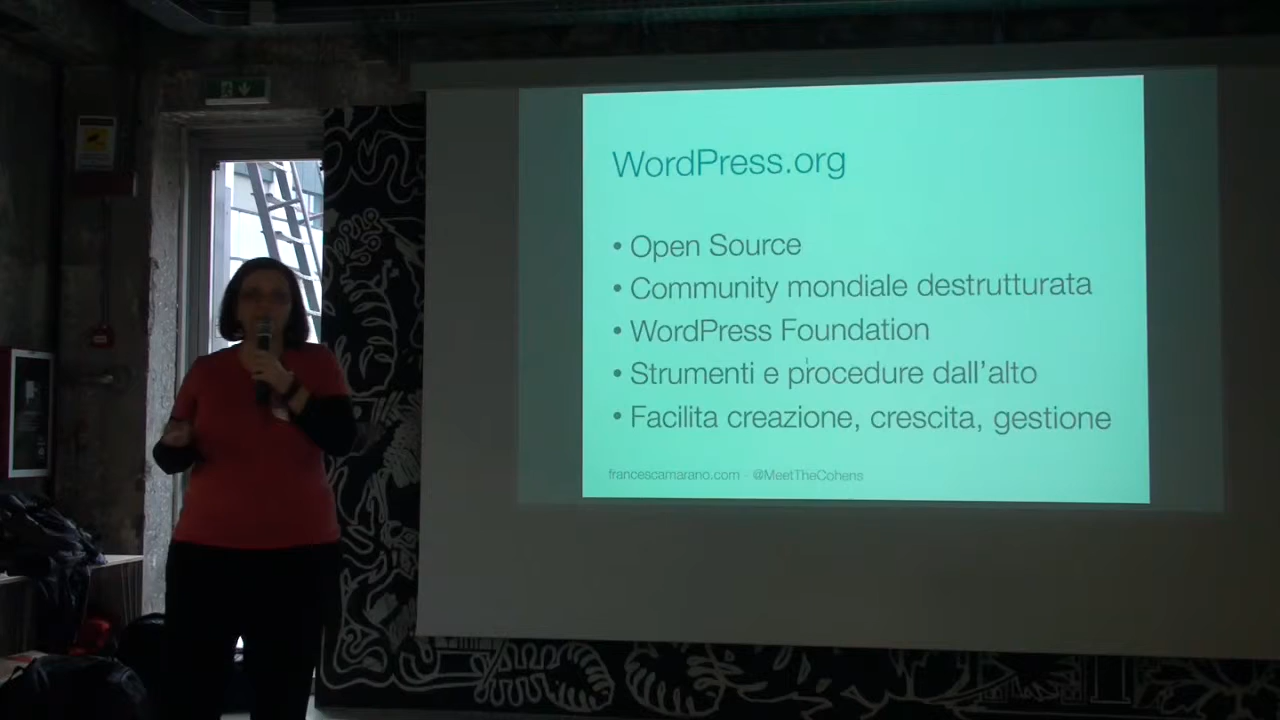 WordPress.org
• Open Source
• Community mondiale destrutturata
• WordPress Foundation
• Strumenti e procedure dall'alto
• Facilita creazione, crescita, gestione
francescamarano.com - @MeetTheCohens